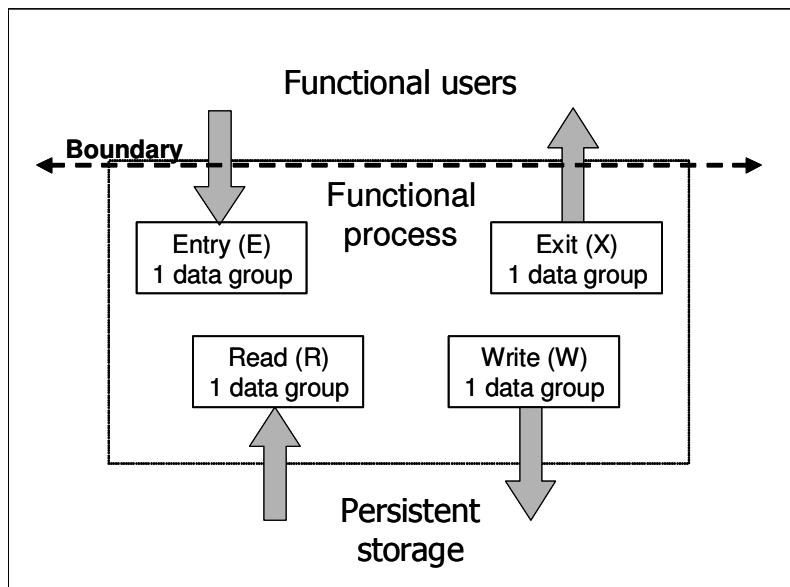 Functional users
Boundary
Functional
process
Entry (E)
1 data group
Exit (X)
1 data group
Read (R)
1 data group
Write (W)
1 data group
Persistent
storage